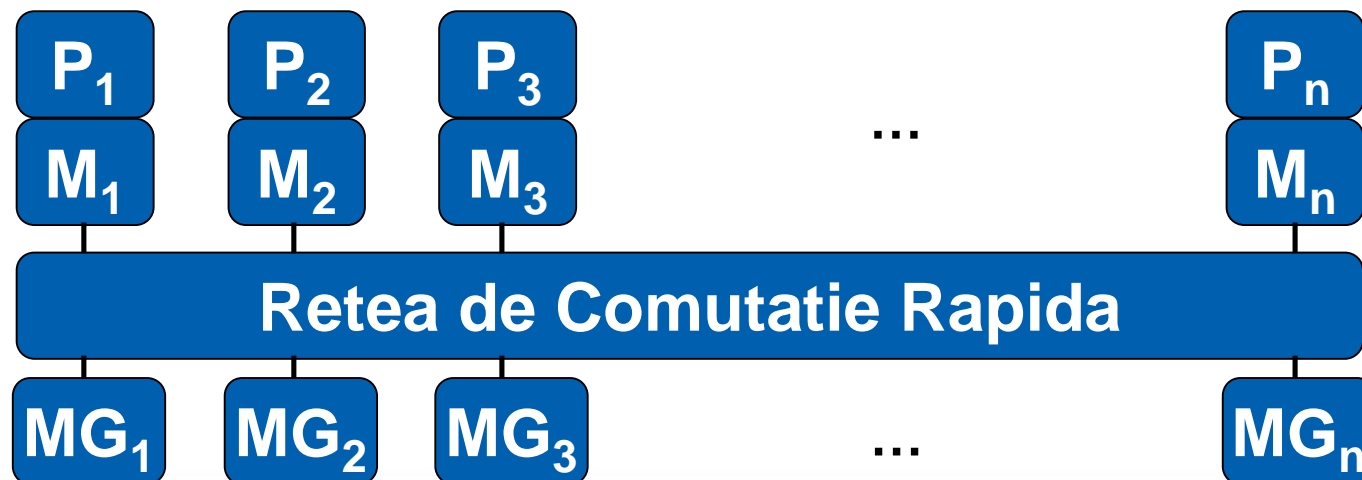 P₁ P₂ P₃ Pₙ
...
M₁ M₂ M₃ Mₙ
Retea de Comutatie Rapida
MG₁ MG₂ MG₃ ... MGₙ